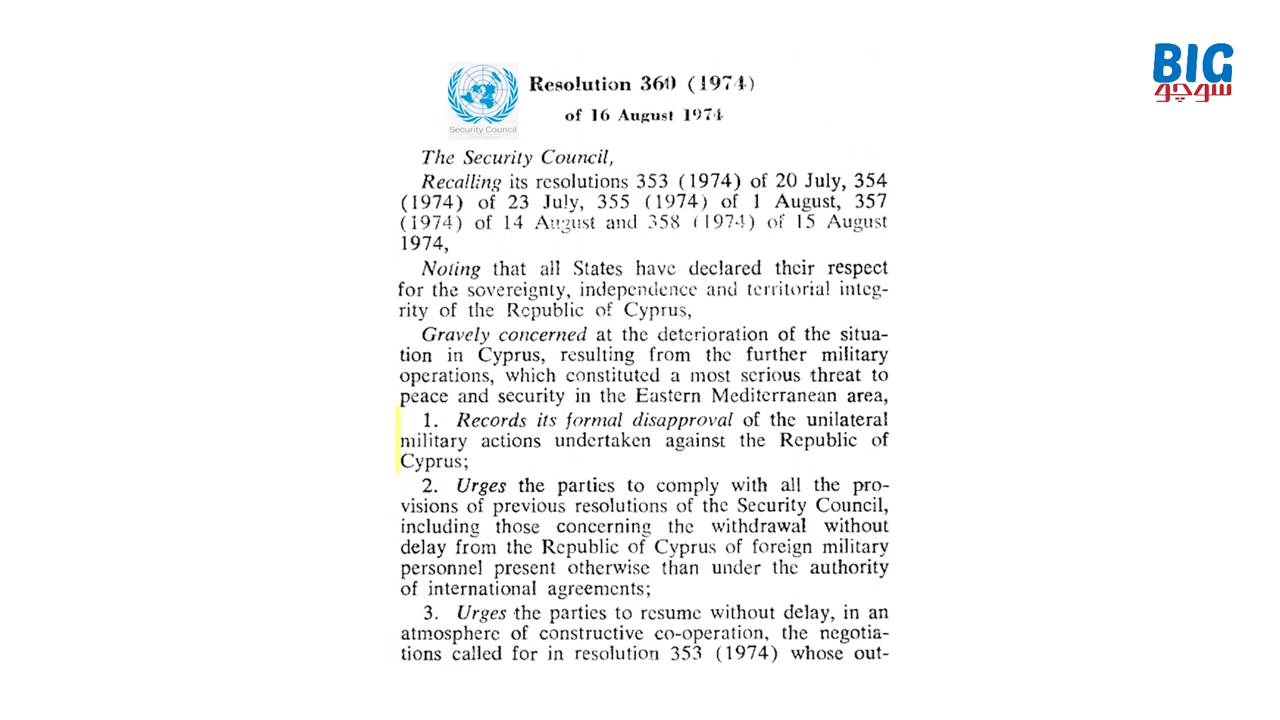 BIG
سوچو
Security Council
Resolution 360 (1974)
of 16 August 1974
The Security Council,
Recalling its resolutions 353 (1974) of 20 July, 354
(1974) of 23 July, 355 (1974) of 1 August, 357
(1974) of 14 August and 358 (1974) of 15 August
1974,
Noting that all States have declared their respect
for the sovereignty, independence and territorial integ-
rity of the Republic of Cyprus,
Gravely concerned at the deterioration of the situa-
tion in Cyprus, resulting from the further military
operations, which constituted a most serious threat to
peace and security in the Eastern Mediterranean area,
1. Records its formal disapproval of the unilateral
military actions undertaken against the Republic of
Cyprus;
2. Urges the parties to comply with all the pro-
visions of previous resolutions of the Security Council,
including those concerning the withdrawal without
delay from the Republic of Cyprus of foreign military
personnel present otherwise than under the authority
of international agreements;
3. Urges the parties to resume without delay, in an
atmosphere of constructive co-operation, the negotia-
tions called for in resolution 353 (1974) whose out-